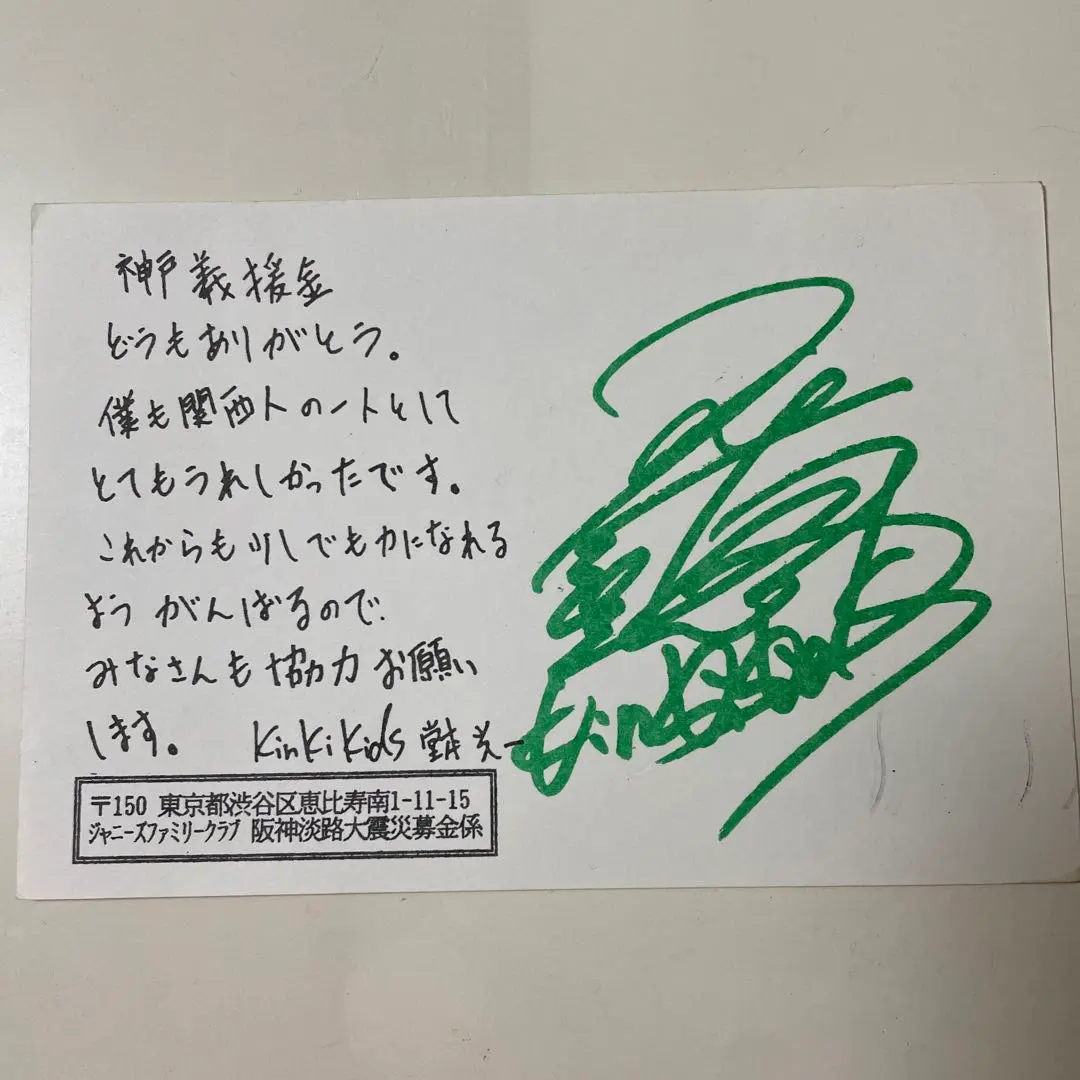 神戸義援金
どうもありがとう。
僕も関西人の一人として
とてもうれしかったです。
これからも少しでも力になれる
ようがんばるので、
みなさんも協力お願い
します。 KinKi Kids 堂本光一
〒150 東京都渋谷区恵比寿南1-11-15
ジャニーズファミリークラブ 阪神淡路大震災募金係